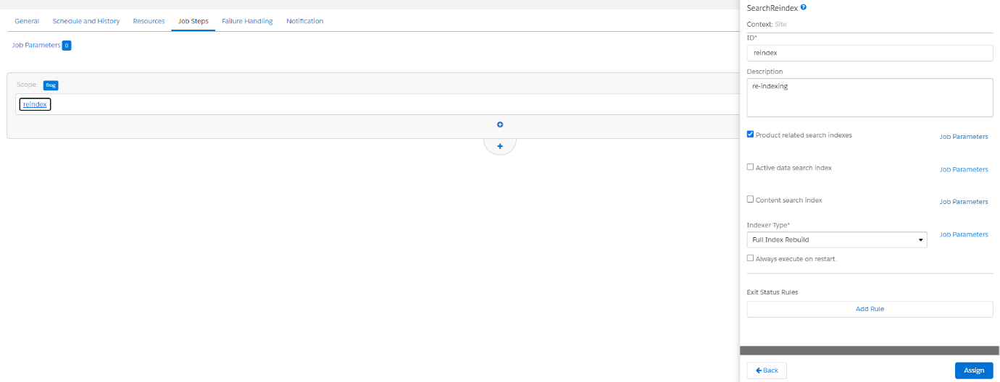 General Schedule and History Resources Job Steps Failure Handling Notification
Job Parameters 0
Scope: frog
reindex
SearchReindex
Context: Site
ID*
reindex
Description
re-indexing
Product related search indexes Job Parameters
Active data search index Job Parameters
Content search index Job Parameters
Indexer Type*
Full Index Rebuild Job Parameters
Always execute on restart.
Exit Status Rules
Add Rule
Back Assign